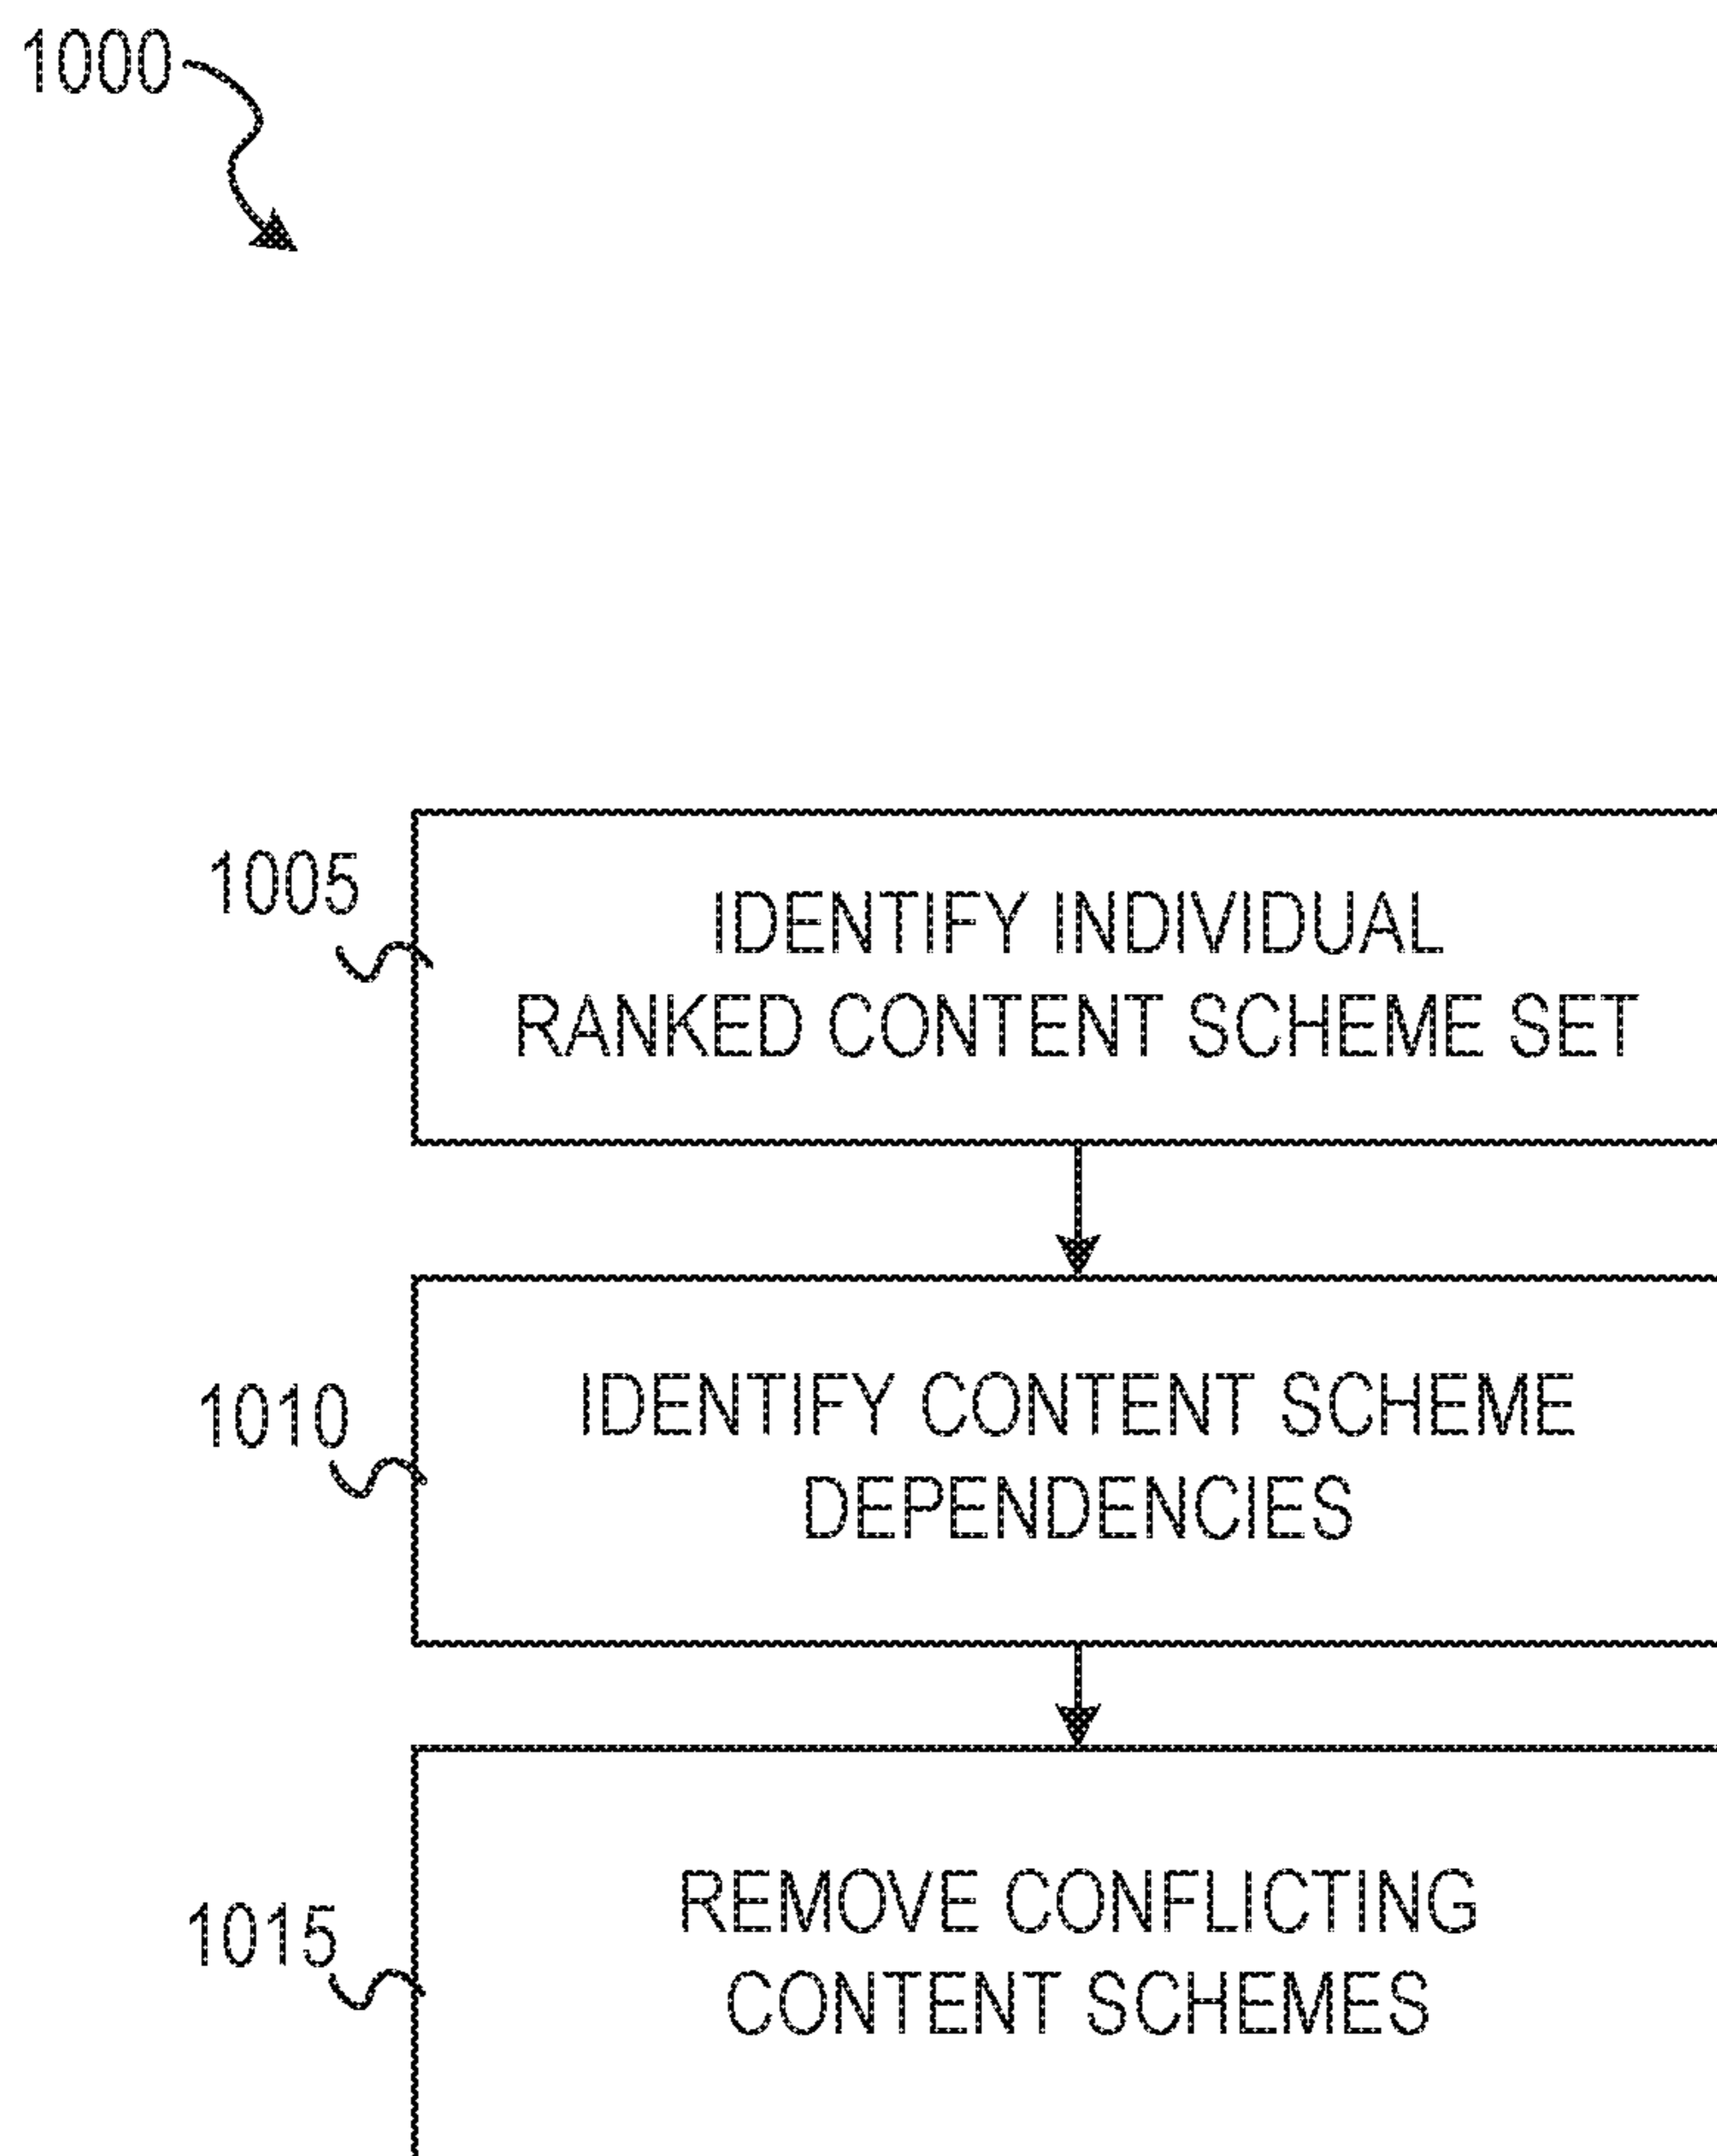 1000
1005
IDENTIFY INDIVIDUAL
RANKED CONTENT SCHEME SET
1010
IDENTIFY CONTENT SCHEME
DEPENDENCIES
1015
REMOVE CONFLICTING
CONTENT SCHEMES